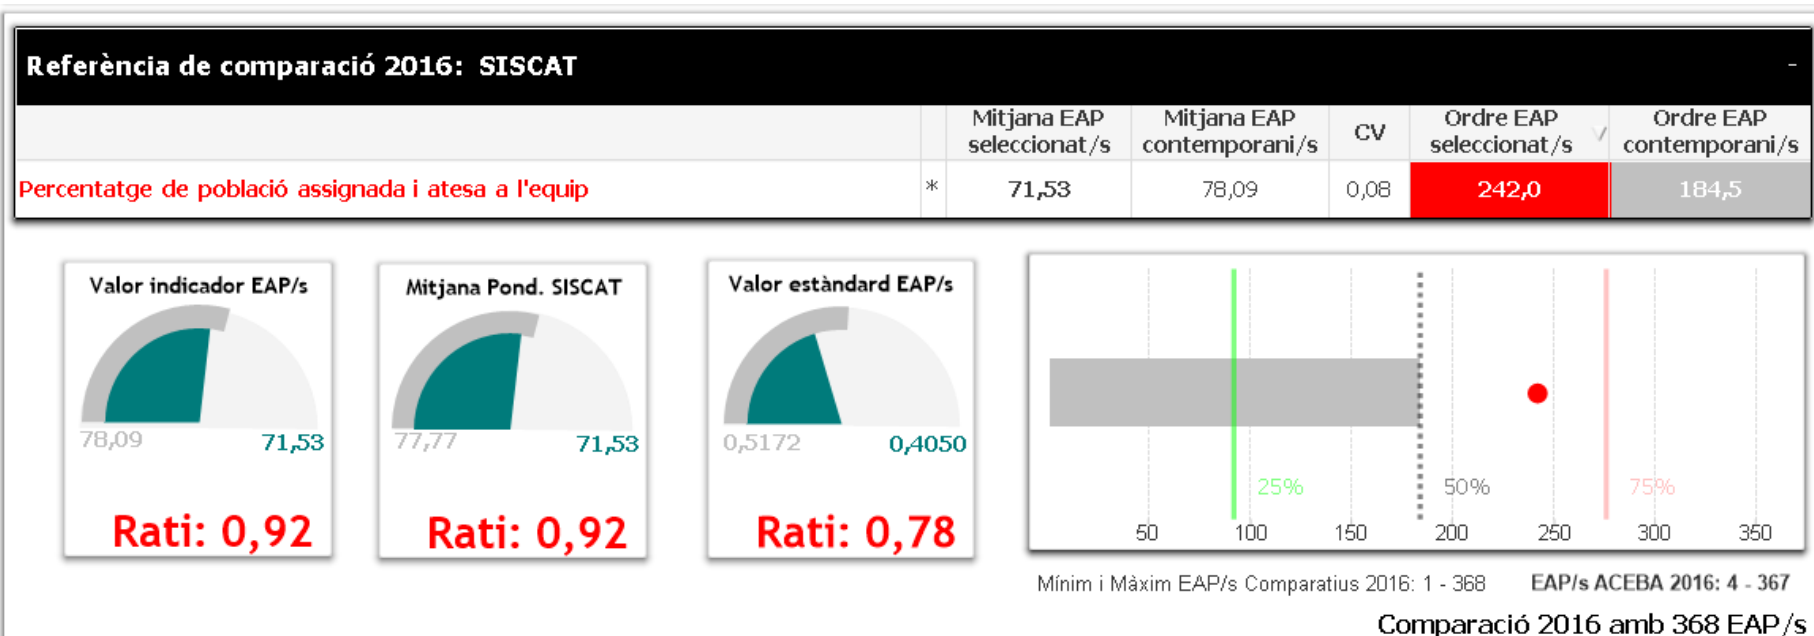 Referència de comparació 2016: SISCAT -
Mitjana EAP seleccionat/s
Mitjana EAP contemporani/s
CV
Ordre EAP seleccionat/s
Ordre EAP contemporani/s
Percentatge de població assignada i atesa a l'equip * 71,53 78,09 0,08 242,0 184,5
Valor indicador EAP/s
78,09 71,53
Rati: 0,92
Mitjana Pond. SISCAT
77,77 71,53
Rati: 0,92
Valor estàndard EAP/s
0,5172 0,4050
Rati: 0,78
25% 50% 75%
50 100 150 200 250 300 350
Mínim i Màxim EAP/s Comparatius 2016: 1 - 368 EAP/s ACEBA 2016: 4 - 367
Comparació 2016 amb 368 EAP/s